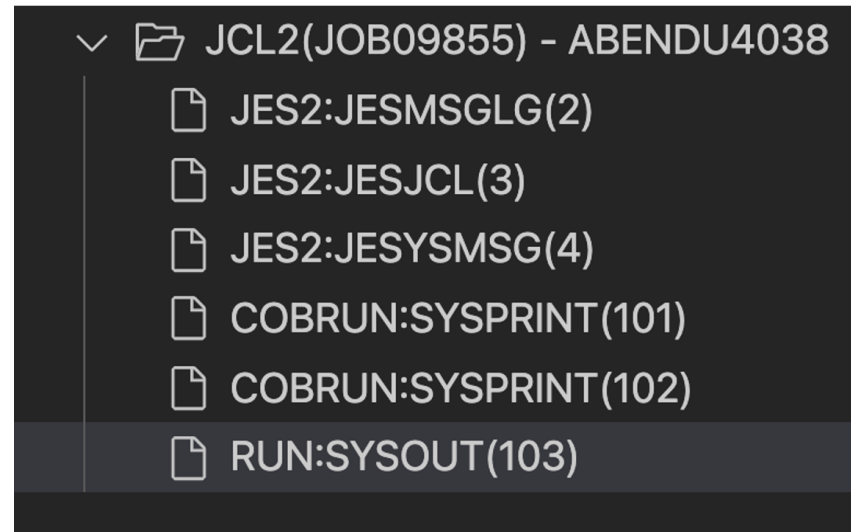 JCL2(JOB09855) - ABENDU4038
JES2:JESMSGLG(2)
JES2:JESJCL(3)
JES2:JESYSMSG(4)
COBRUN:SYSPRINT(101)
COBRUN:SYSPRINT(102)
RUN:SYSOUT(103)